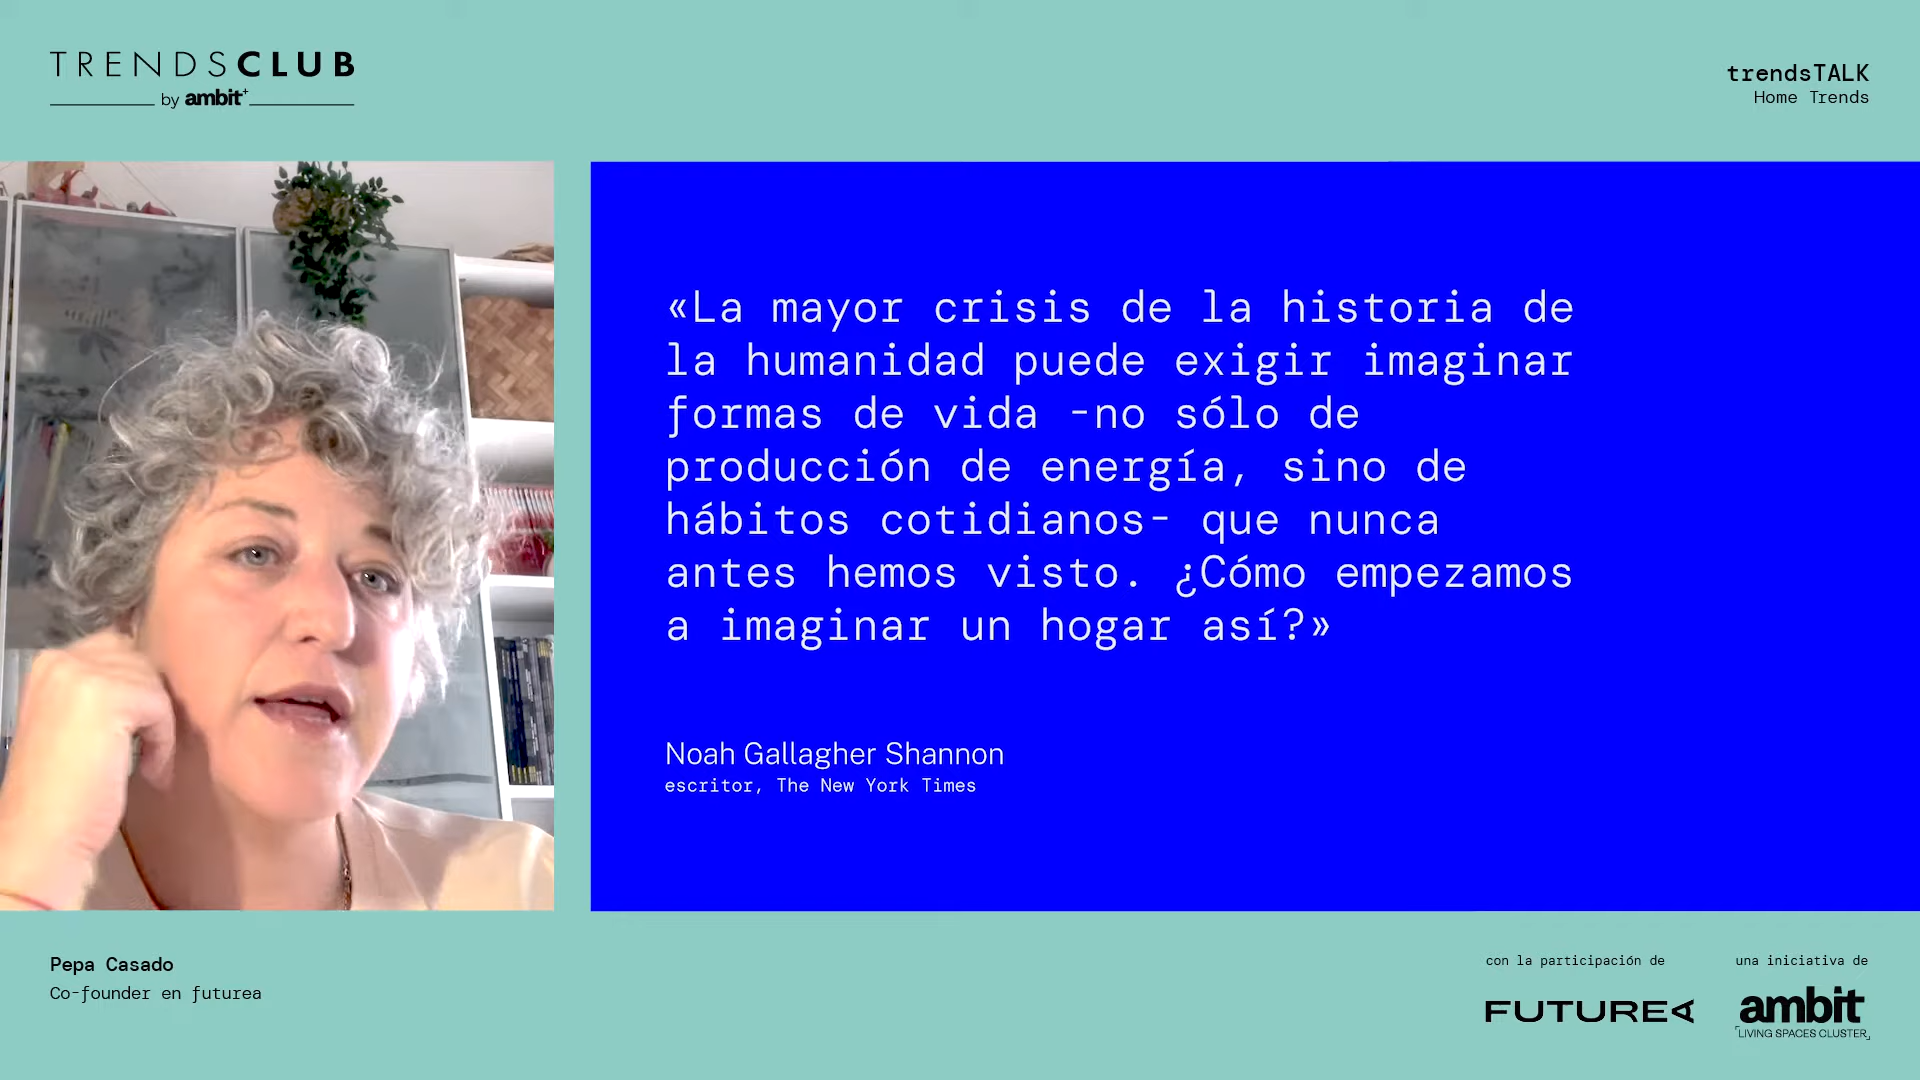 TRENDSCLUB
by ambit+
trendsTALK
Home Trends
«La mayor crisis de la historia de
la humanidad puede exigir imaginar
formas de vida -no sólo de
producción de energía, sino de
hábitos cotidianos- que nunca
antes hemos visto. ¿Cómo empezamos
a imaginar un hogar así?»
Noah Gallagher Shannon
escritor, The New York Times
Pepa Casado
Co-founder en futurea
con la participación de
FUTUREA
una iniciativa de
ambit
LIVING SPACES CLUSTER